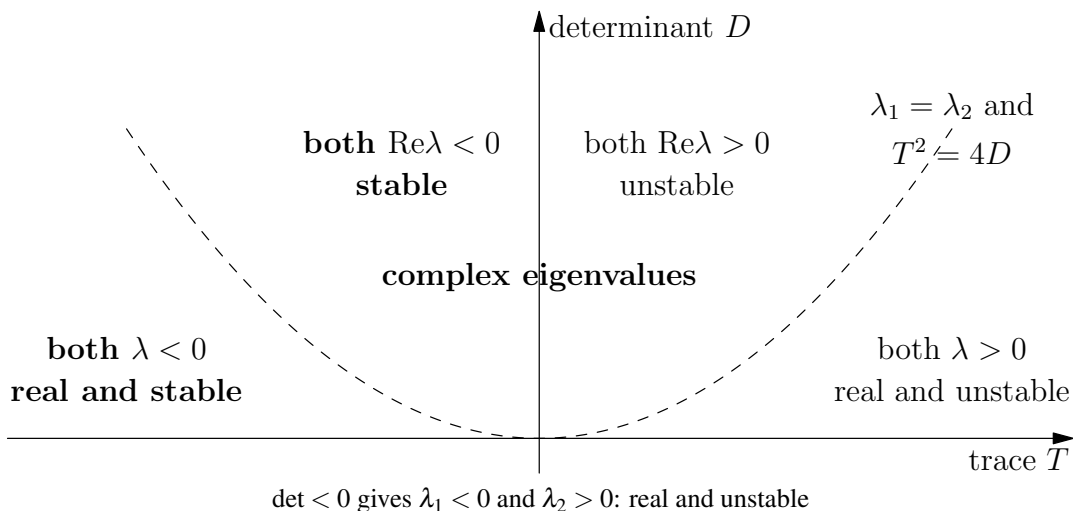 determinant D
λ₁ = λ₂ and
T² = 4D
both Reλ < 0
stable
both Reλ > 0
unstable
complex eigenvalues
both λ < 0
real and stable
both λ > 0
real and unstable
trace T
det < 0 gives λ₁ < 0 and λ₂ > 0: real and unstable